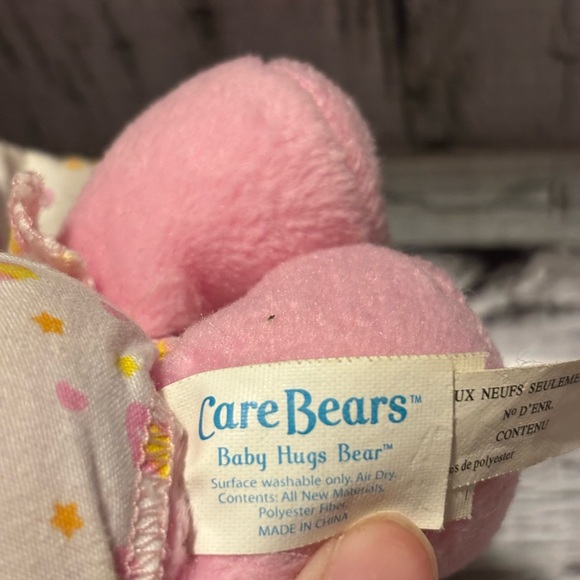 Care Bears™
Baby Hugs Bear™
Surface washable only. Air Dry.
Contents: All New Materials.
Polyester Fiber.
MADE IN CHINA
UX NEUFS SEULEME
Nº D'ENR.
CONTENU
de polyester